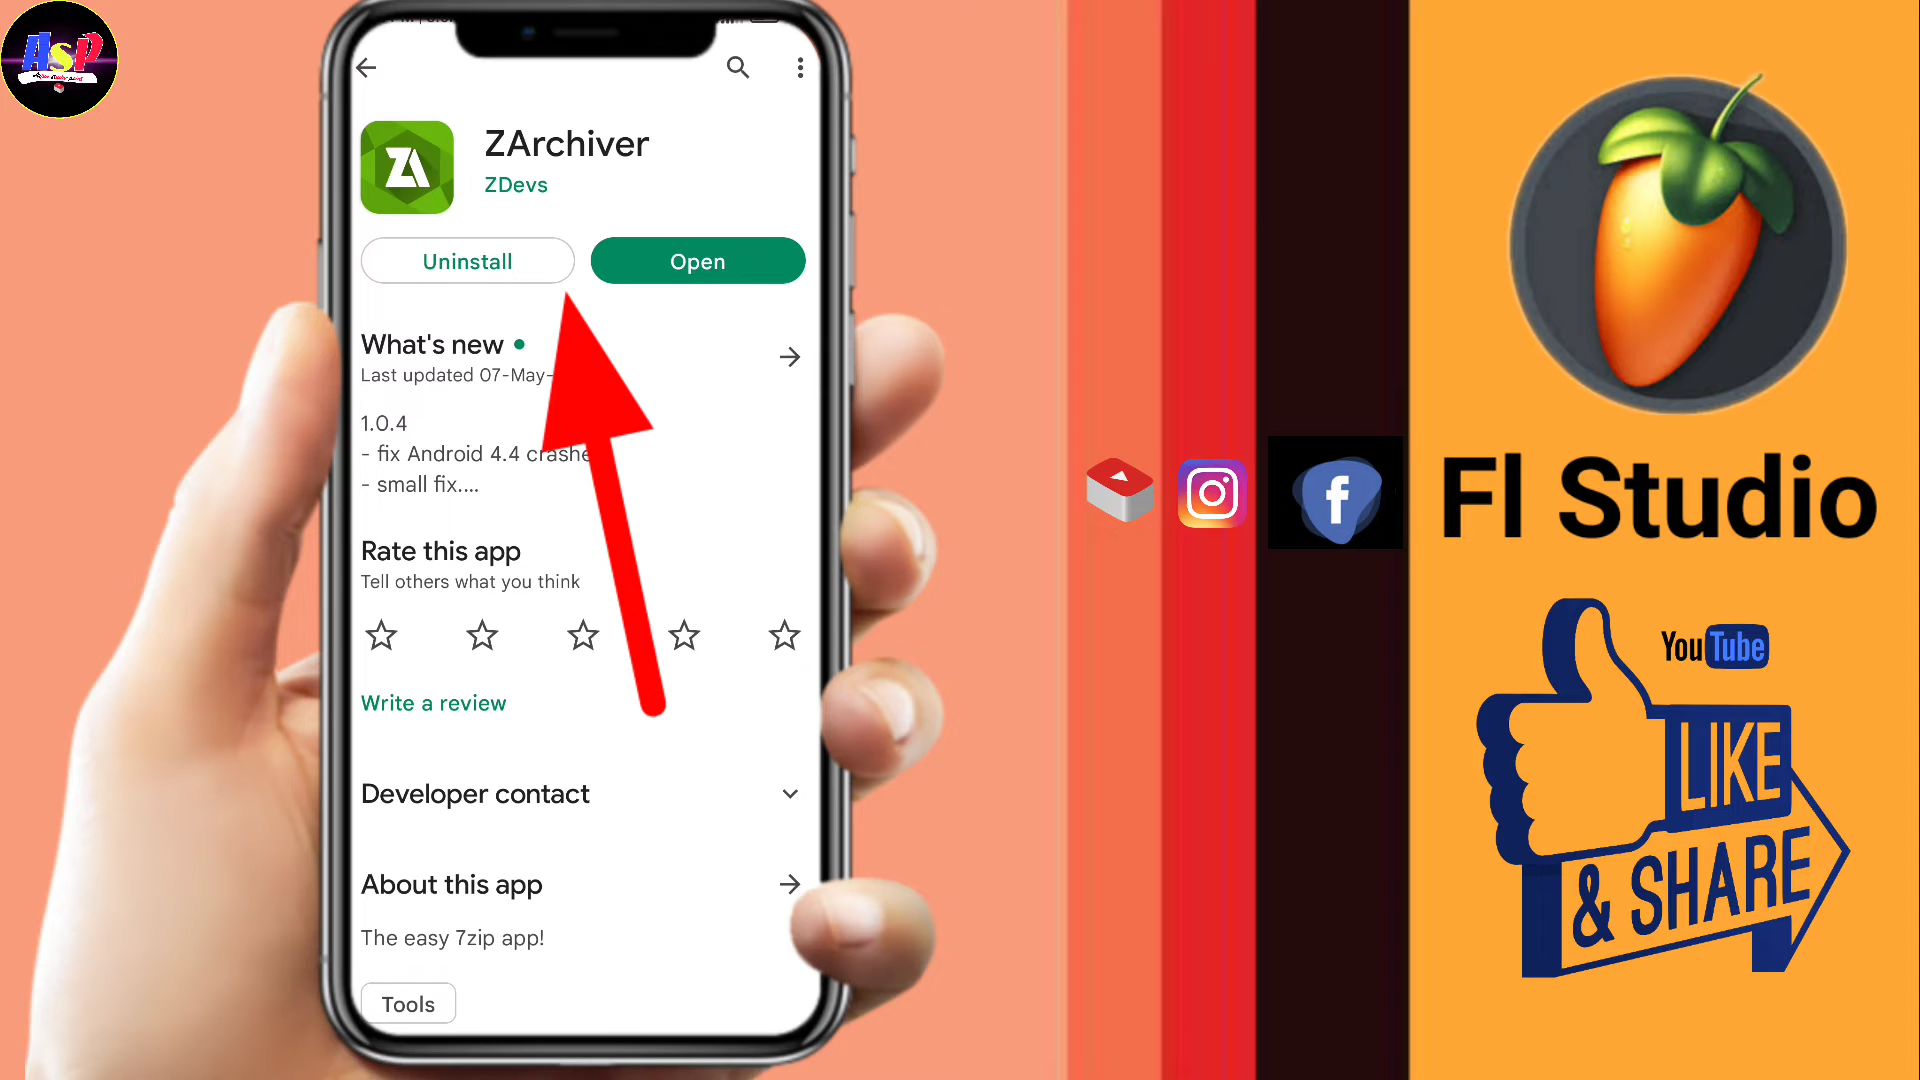 ASP
ZArchiver
ZDevs
Uninstall
Open
What's new
Last updated 07-May-
1.0.4
- fix Android 4.4 crashe
- small fix....
Rate this app
Tell others what you think
Write a review
Developer contact
About this app
The easy 7zip app!
Tools
f
Fl Studio
YouTube
LIKE
& SHARE